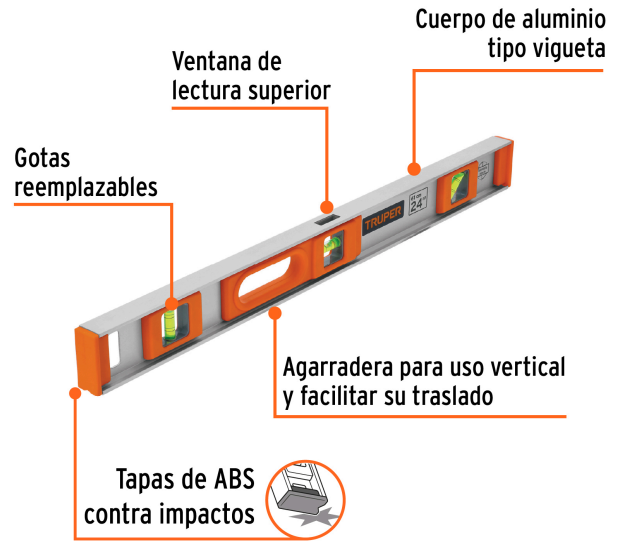 Cuerpo de aluminio
tipo vigueta
Ventana de
lectura superior
Gotas
reemplazables
TRUPER
24"
Agarradera para uso vertical
y facilitar su traslado
Tapas de ABS
contra impactos